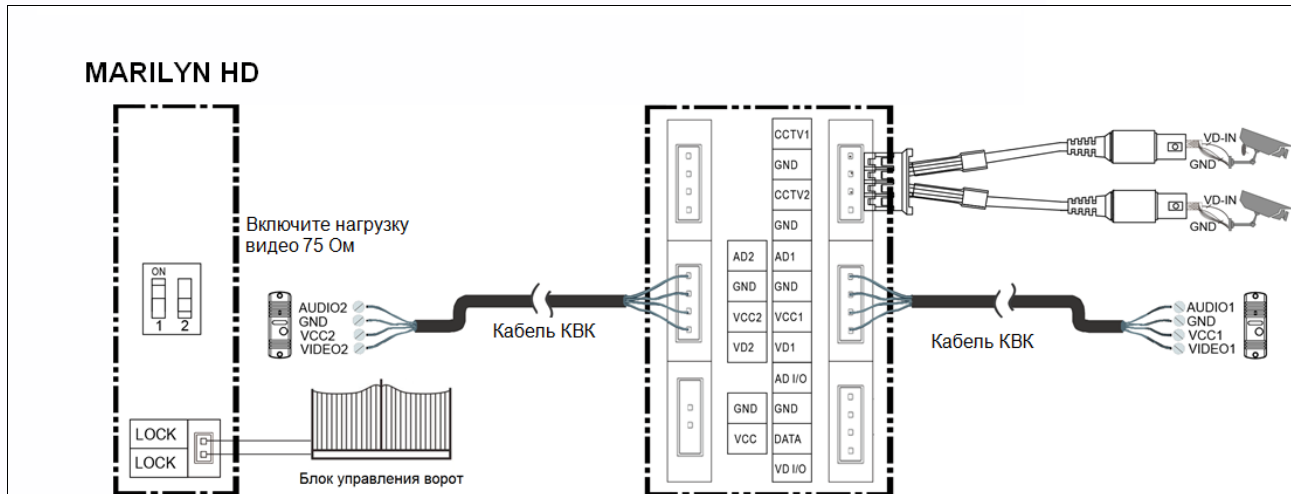 MARILYN HD
Включите нагрузку
видео 75 Ом
ON
1 2
AUDIO2
GND
VCC2
VIDEO2
Кабель КВК
LOCK
LOCK
Блок управления ворот
CCTV1
GND
CCTV2
GND
AD2 AD1
GND GND
VCC2 VCC1
VD2 VD1
AD I/O
GND GND
VCC DATA
VD I/O
VD-IN
GND
VD-IN
GND
Кабель КВК
AUDIO1
GND
VCC1
VIDEO1